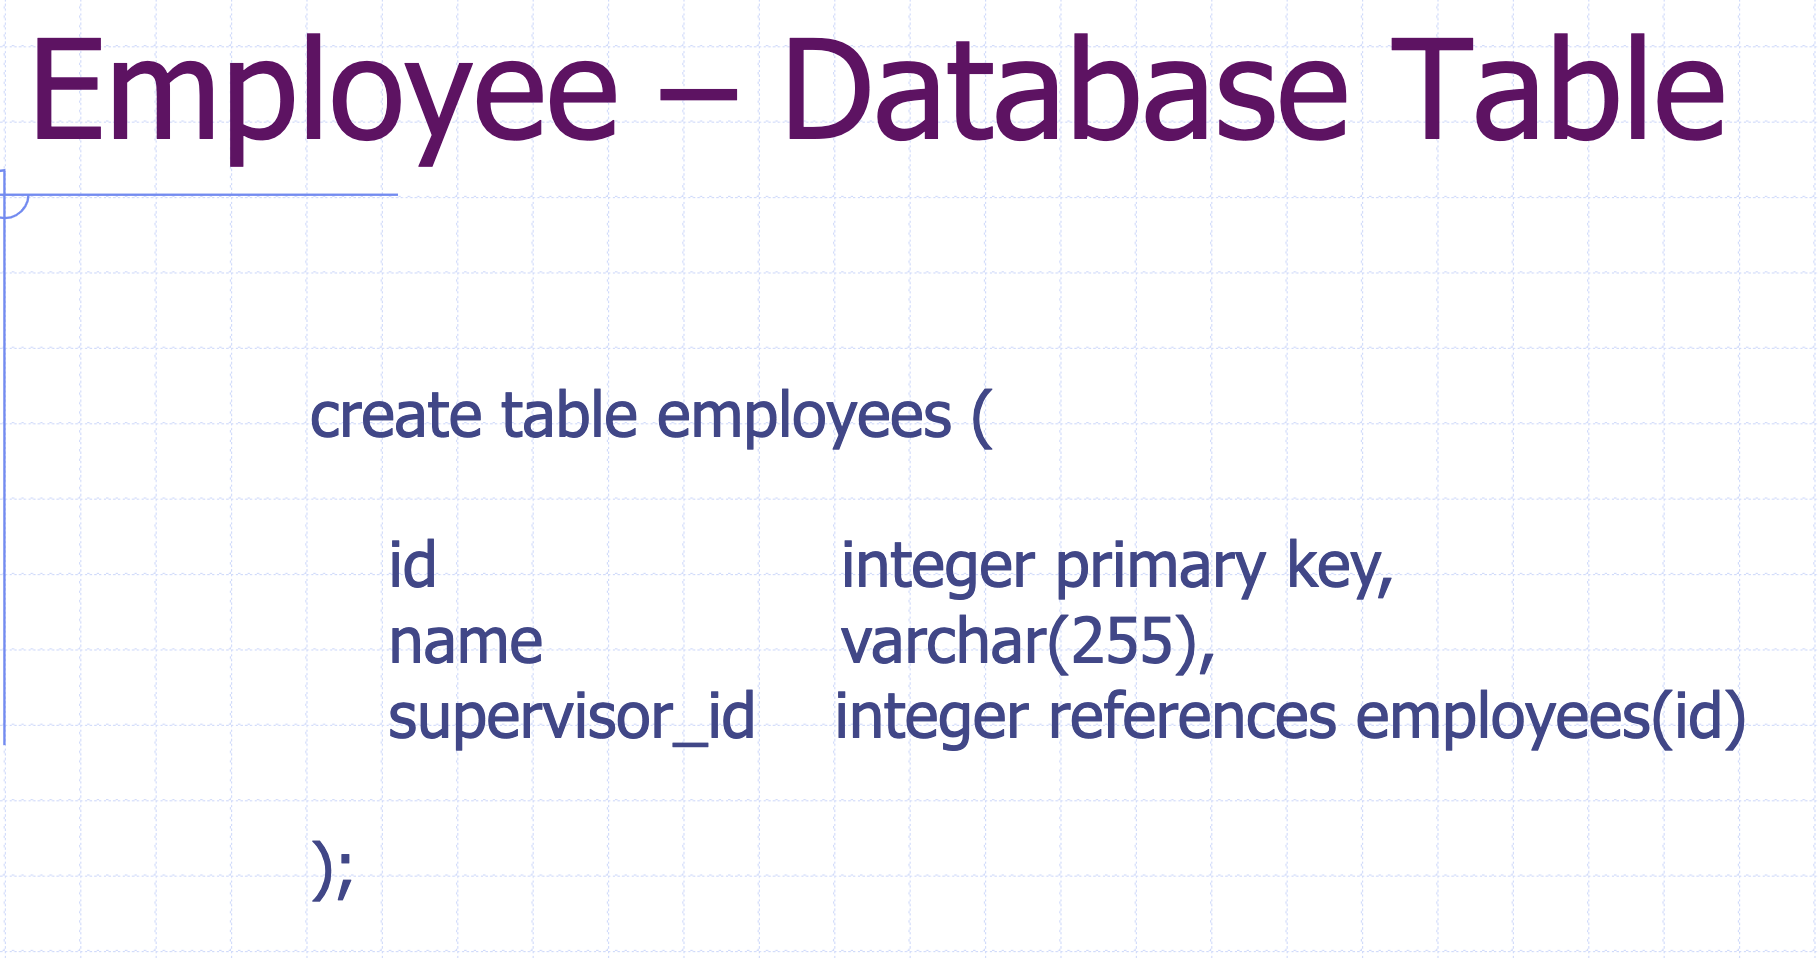 Employee – Database Table
create table employees (
id integer primary key,
name varchar(255),
supervisor_id integer references employees(id)
);